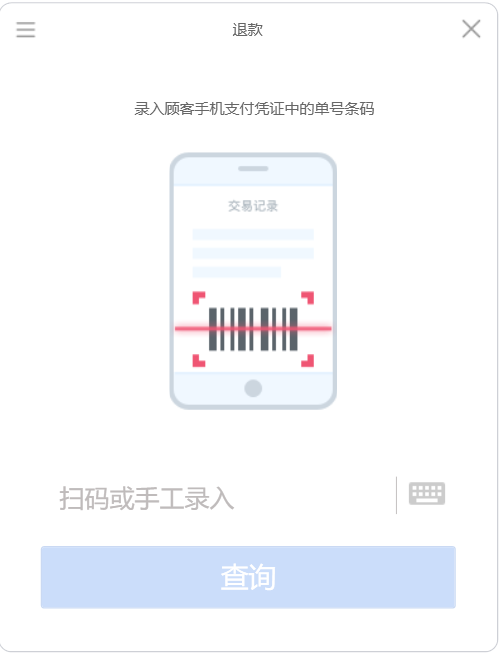 退款
录入顾客手机支付凭证中的单号条码
交易记录
扫码或手工录入
查询